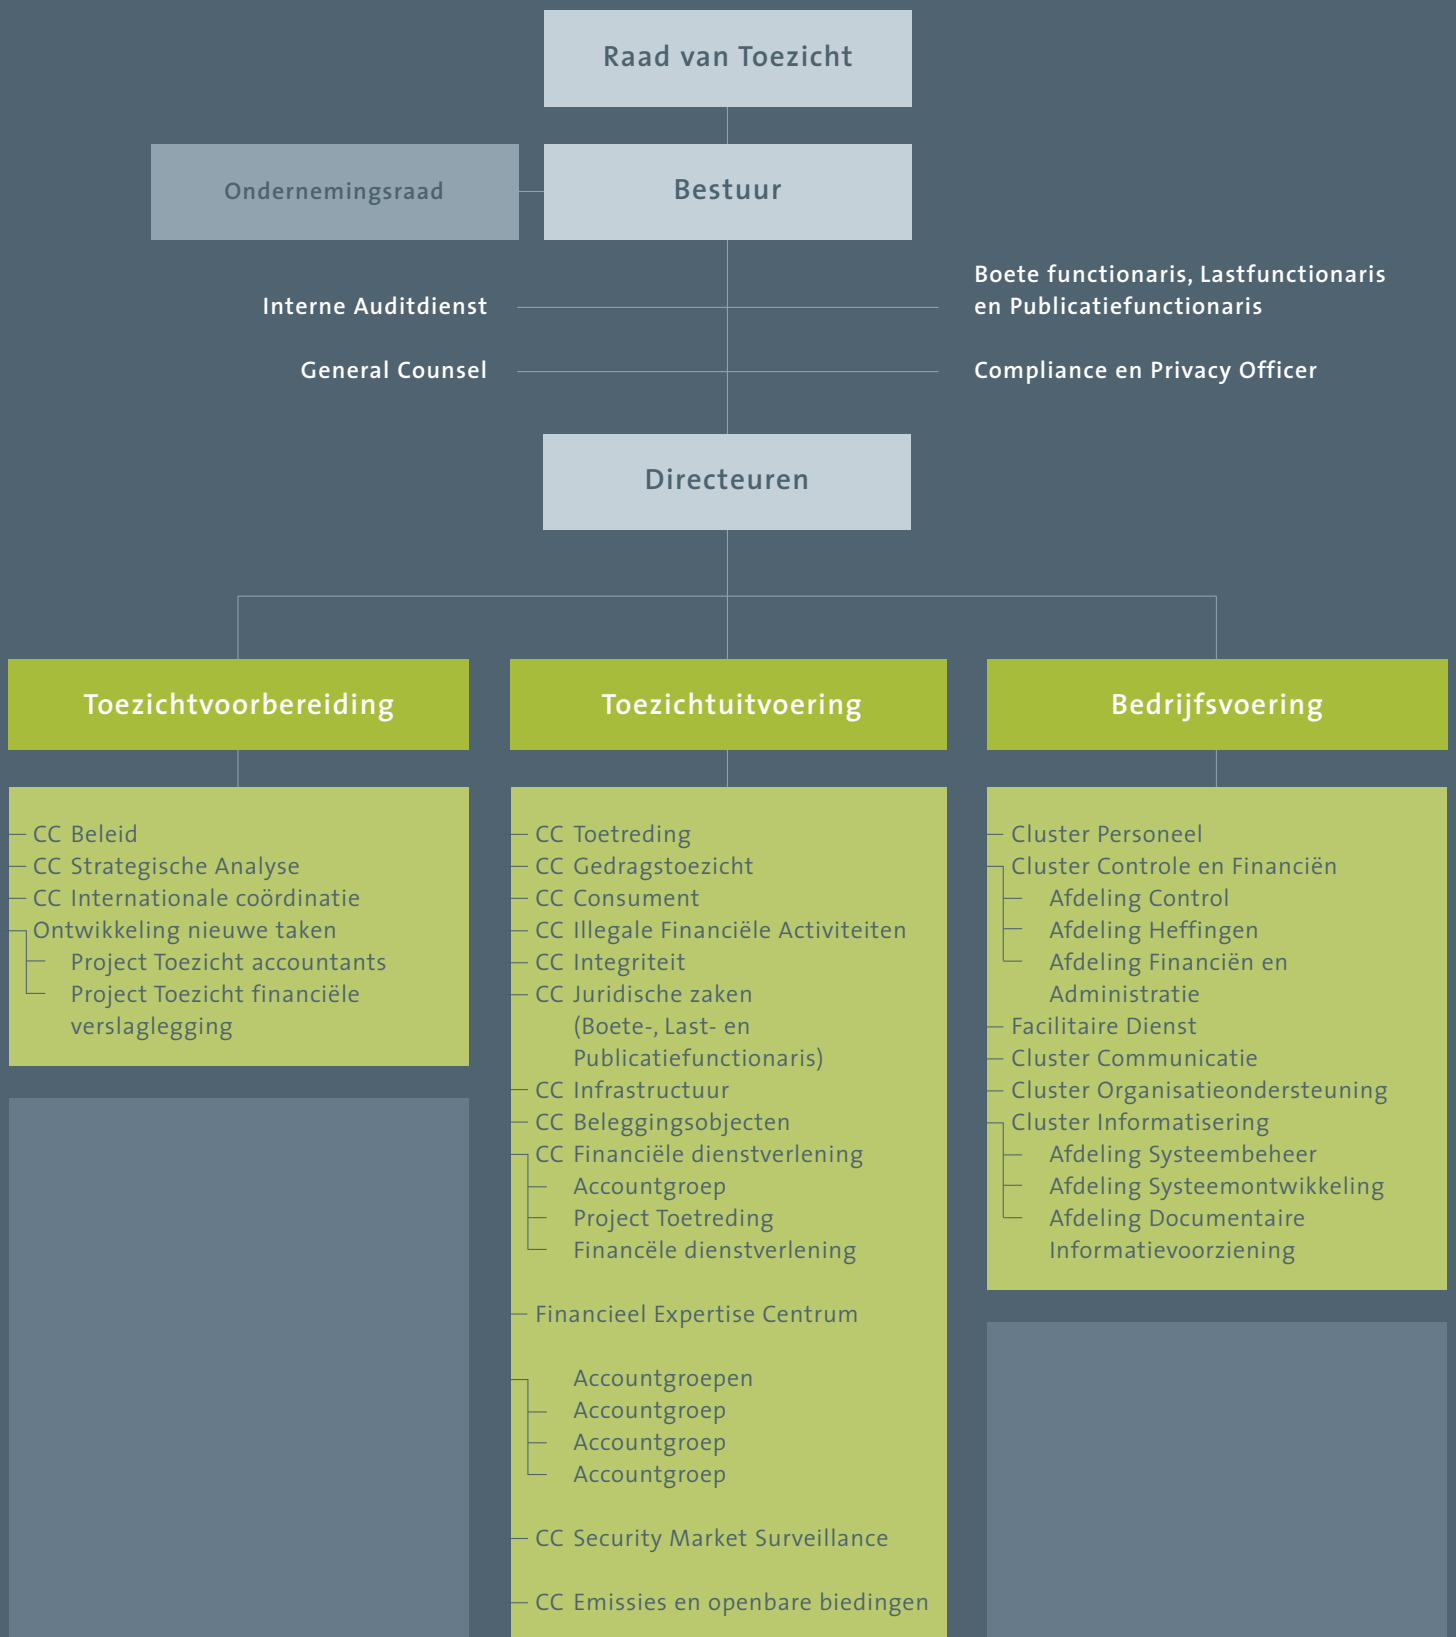 Raad van Toezicht
Ondernemingsraad
Bestuur
Interne Auditdienst
Boete functionaris, Lastfunctionaris
en Publicatiefunctionaris
General Counsel
Compliance en Privacy Officer
Directeuren
Toezichtvoorbereiding
CC Beleid
CC Strategische Analyse
CC Internationale coördinatie
Ontwikkeling nieuwe taken
Project Toezicht accountants
Project Toezicht financiële
verslaglegging
Toezichtuitvoering
CC Toetreding
CC Gedragstoezicht
CC Consument
CC Illegale Financiële Activiteiten
CC Integriteit
CC Juridische zaken
(Boete-, Last- en
Publicatiefunctionaris)
CC Infrastructuur
CC Beleggingsobjecten
CC Financiële dienstverlening
Accountgroep
Project Toetreding
Financële dienstverlening
Financieel Expertise Centrum
Accountgroepen
Accountgroep
Accountgroep
Accountgroep
CC Security Market Surveillance
CC Emissies en openbare biedingen
Bedrijfsvoering
Cluster Personeel
Cluster Controle en Financiën
Afdeling Control
Afdeling Heffingen
Afdeling Financiën en
Administratie
Facilitaire Dienst
Cluster Communicatie
Cluster Organisatieondersteuning
Cluster Informatisering
Afdeling Systeembeheer
Afdeling Systeemontwikkeling
Afdeling Documentaire
Informatievoorziening